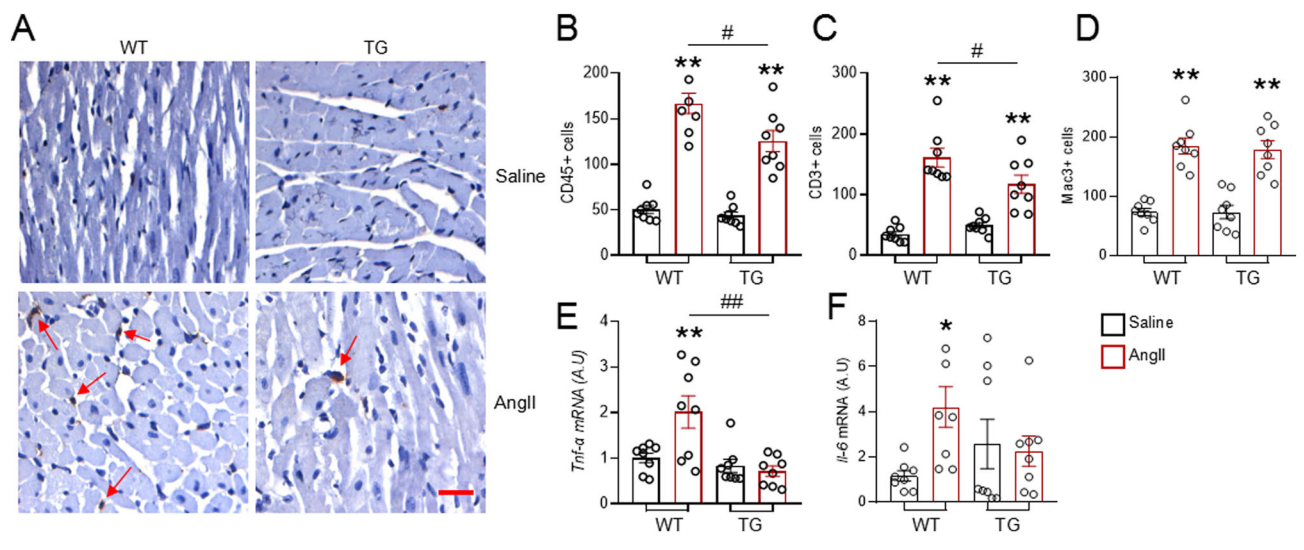 A
WT
TG
Saline
AngII
B
#
**
**
200
150
100
50
0
CD45+ cells
WT
TG
C
#
**
**
300
200
100
0
CD3+ cells
WT
TG
D
**
**
300
200
100
0
Mac3+ cells
WT
TG
E
##
**
4
3
2
1
0
Tnf-α mRNA (A.U)
WT
TG
F
*
8
6
4
2
0
Il-6 mRNA (A.U)
WT
TG
Saline
AngII